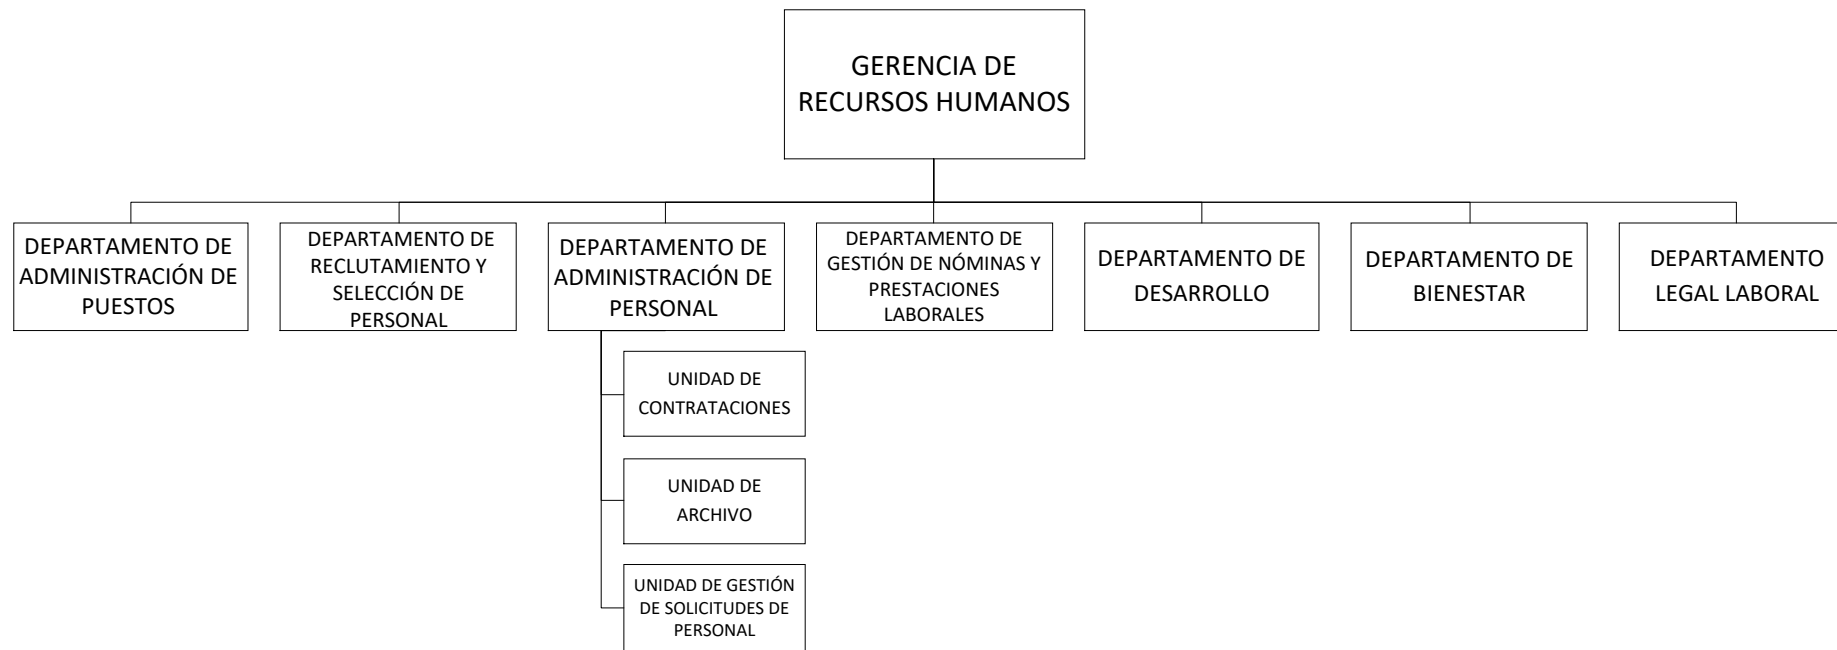 GERENCIA DE
RECURSOS HUMANOS
DEPARTAMENTO DE
ADMINISTRACIÓN DE
PUESTOS
DEPARTAMENTO DE
RECLUTAMIENTO Y
SELECCIÓN DE
PERSONAL
DEPARTAMENTO DE
ADMINISTRACIÓN DE
PERSONAL
DEPARTAMENTO DE
GESTIÓN DE NÓMINAS Y
PRESTACIONES
LABORALES
DEPARTAMENTO DE
DESARROLLO
DEPARTAMENTO DE
BIENESTAR
DEPARTAMENTO
LEGAL LABORAL
UNIDAD DE
CONTRATACIONES
UNIDAD DE
ARCHIVO
UNIDAD DE GESTIÓN
DE SOLICITUDES DE
PERSONAL